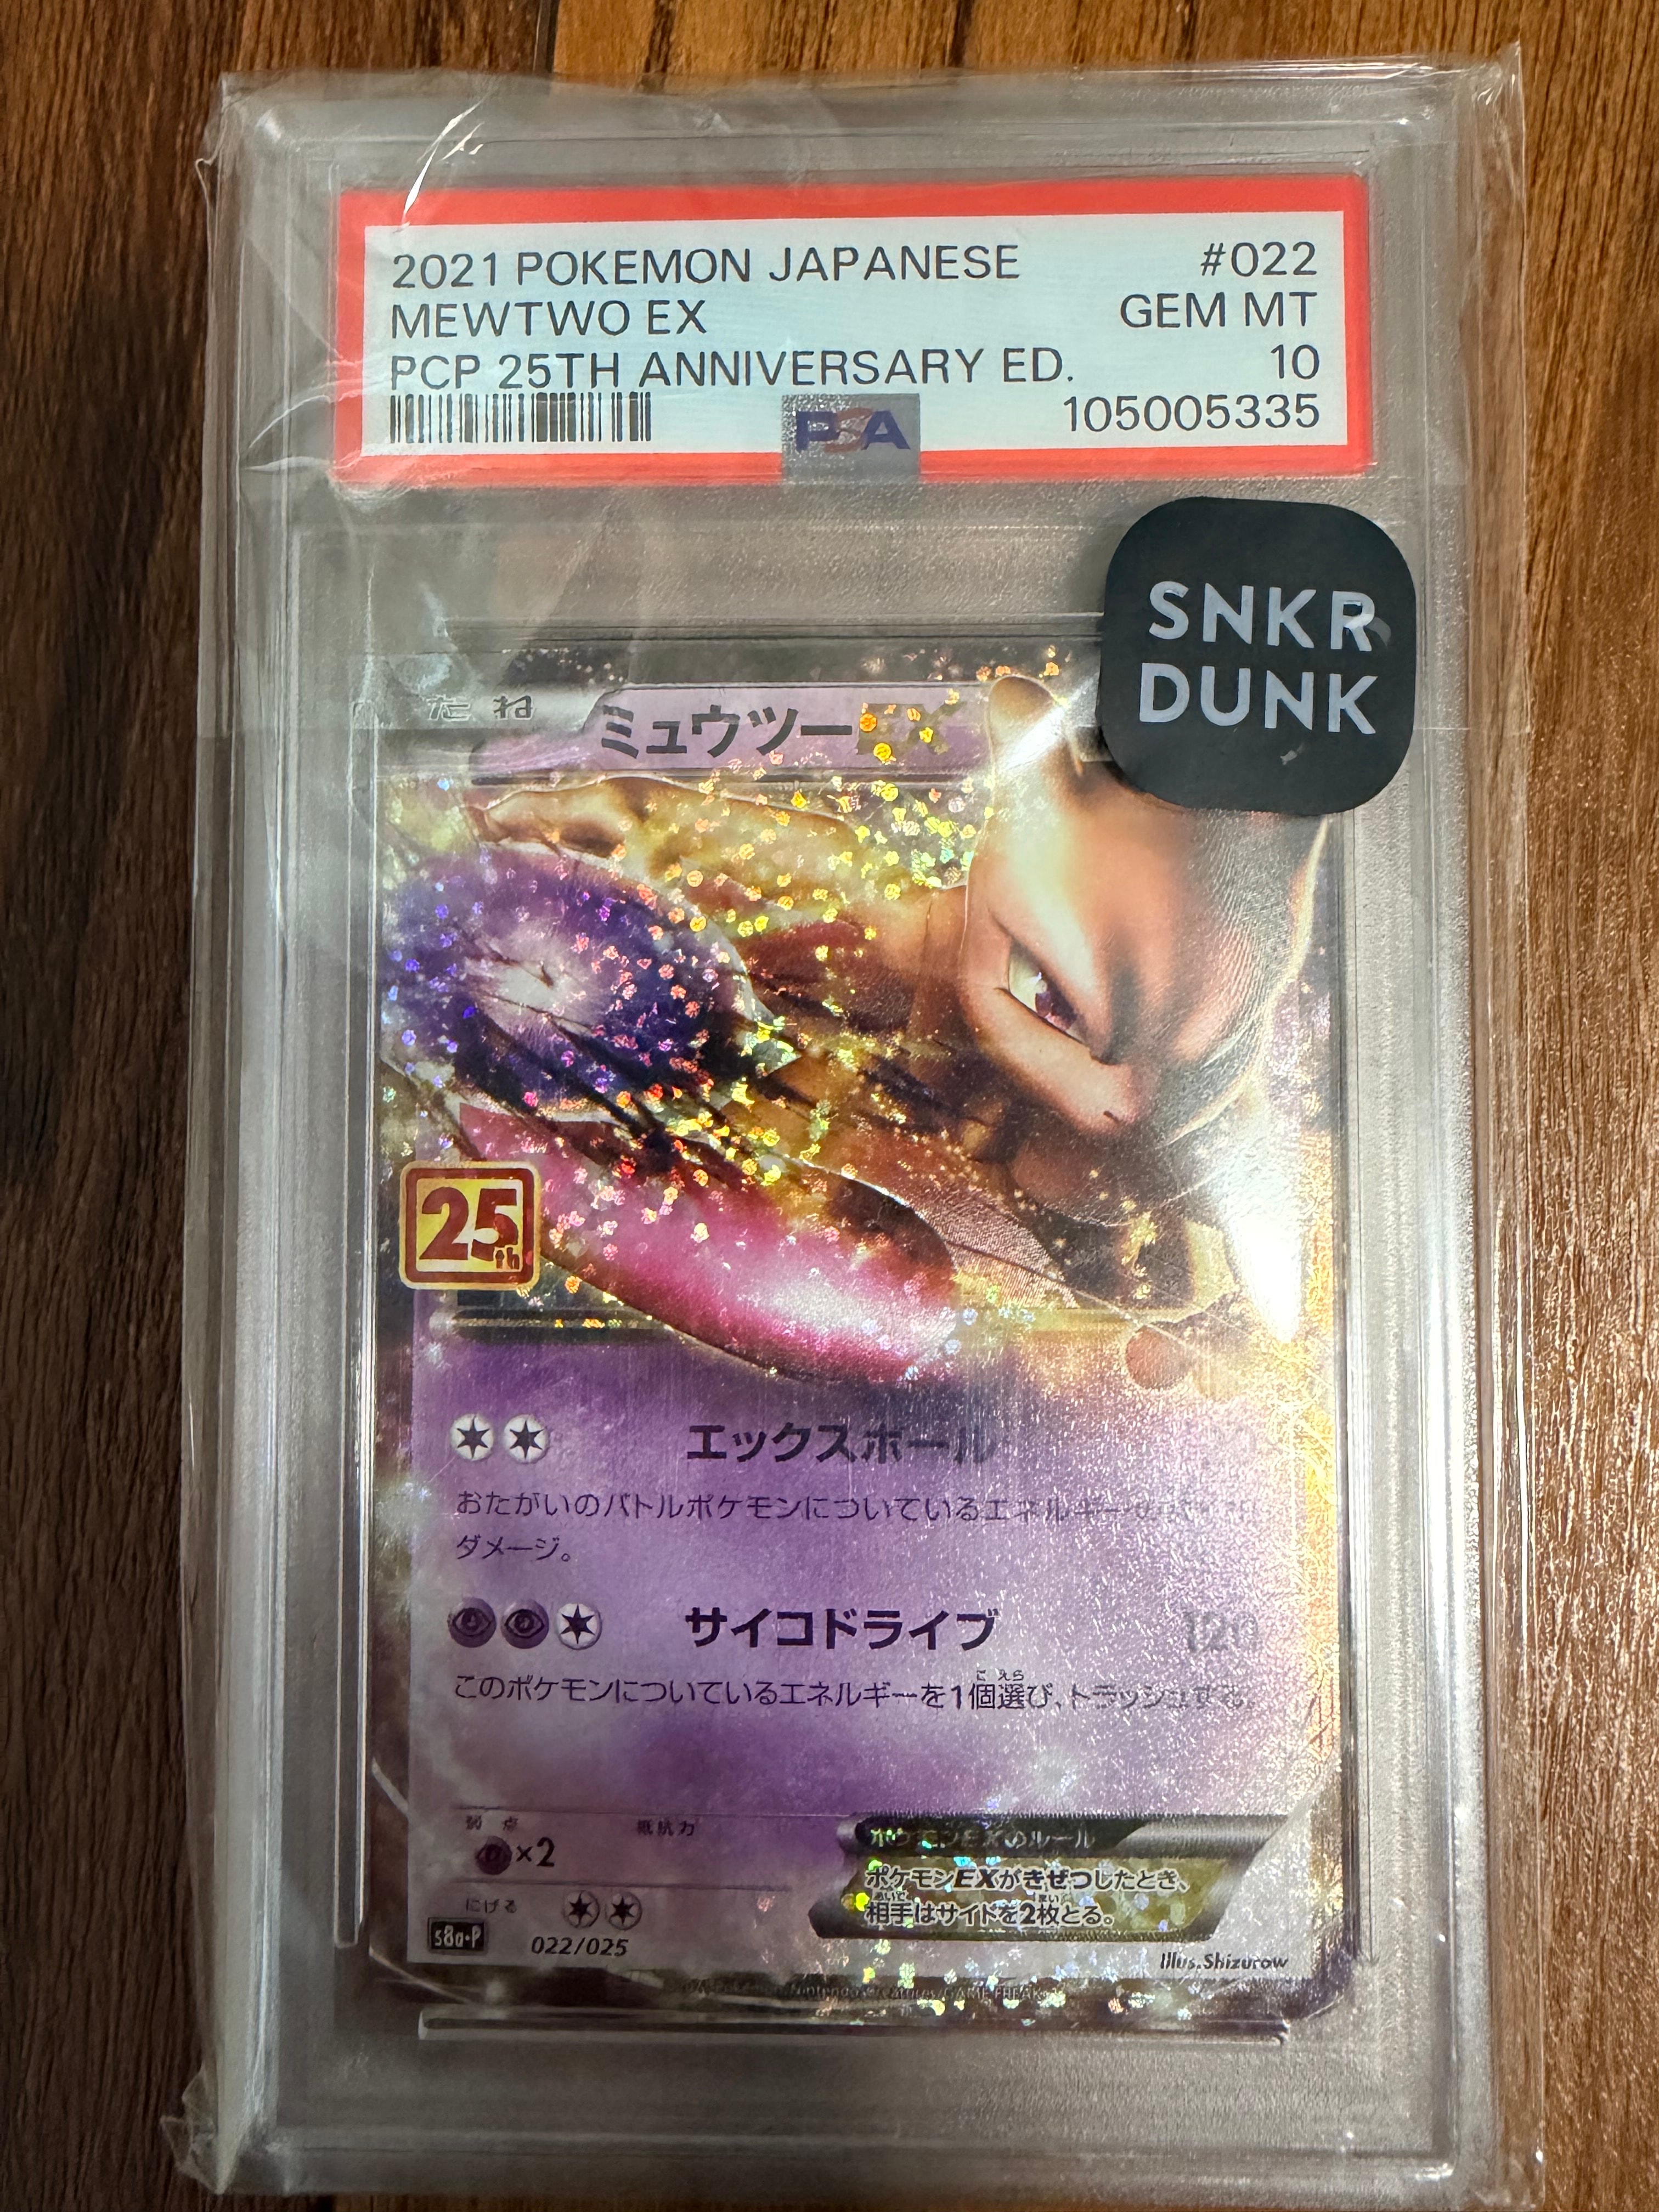 2021 POKEMON JAPANESE #022
MEWTWO EX GEM MT
PCP 25TH ANNIVERSARY ED. 10
PSA 105005335
SNKR
DUNK
たね ミュウツーEX
25th
エックスボール
おたがいのバトルポケモンについているエネルギー
ダメージ。
サイコドライブ 120
このポケモンについているエネルギーを1個選び、トラッシュする。
弱点 抵抗力
×2
ポケモンEXのルール
ポケモンEXがきぜつしたとき、
相手はサイドを2枚とる。
にげる
s8a-P 022/025
Illus.Shizurow
Nintendo/Creatures/GAME FREAK